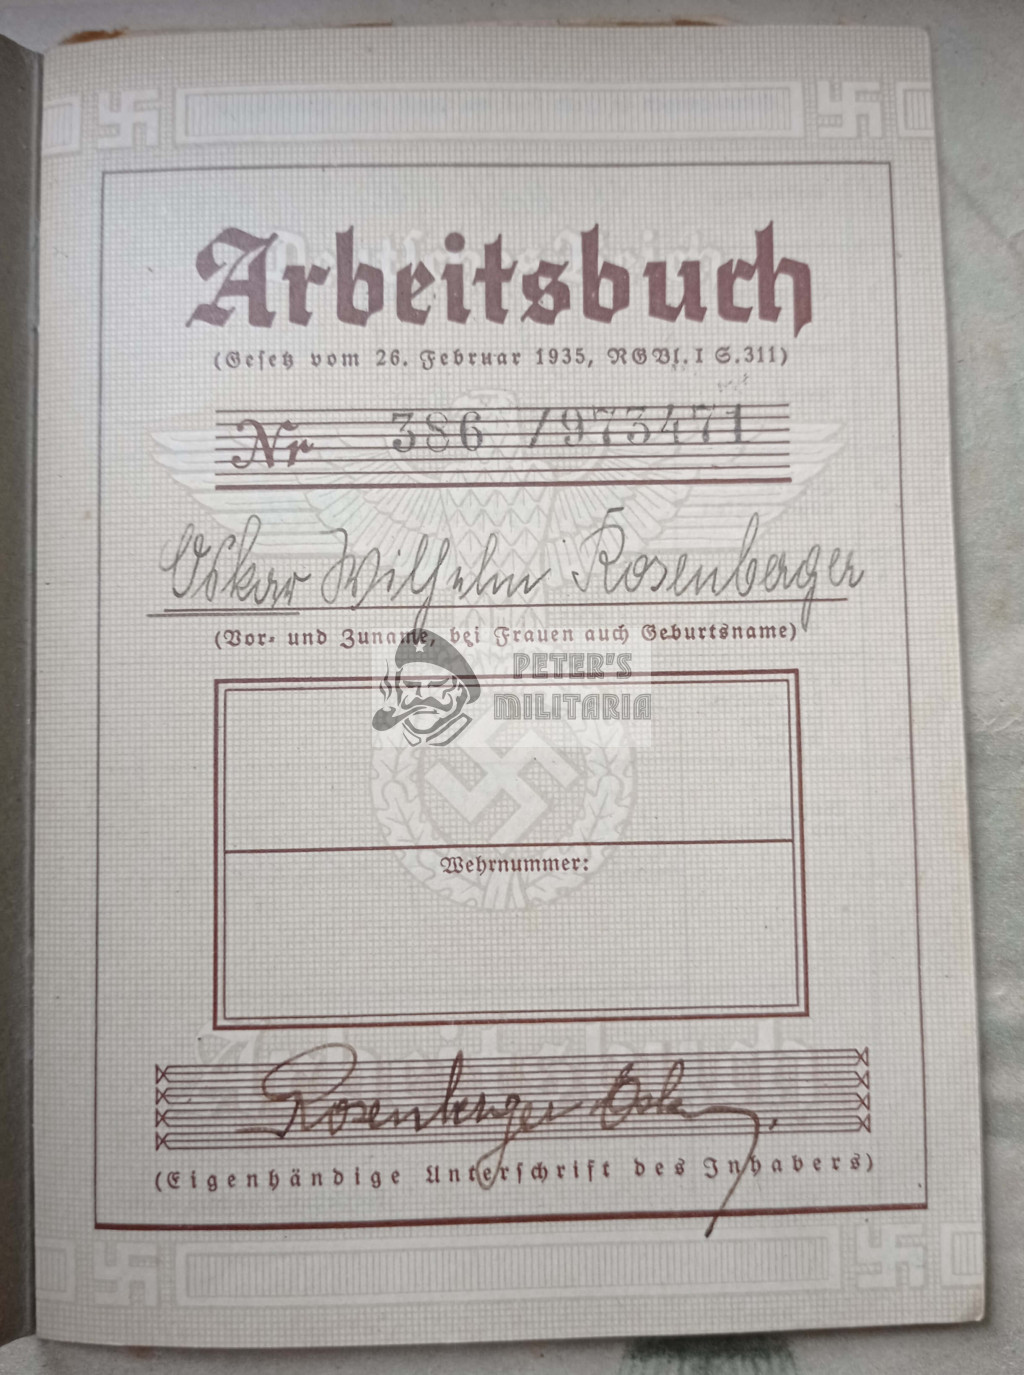 Arbeitsbuch
(Gesetz vom 26. Februar 1935, RGBl. I S. 311)
Nr 386 /973471
Oskar Wilhelm Rosenberger
(Vor- und Zuname, bei Frauen auch Geburtsname)
PETER'S
MILITARIA
Wehrnummer:
Rosenberger Oskar
(Eigenhändige Unterschrift des Inhabers)